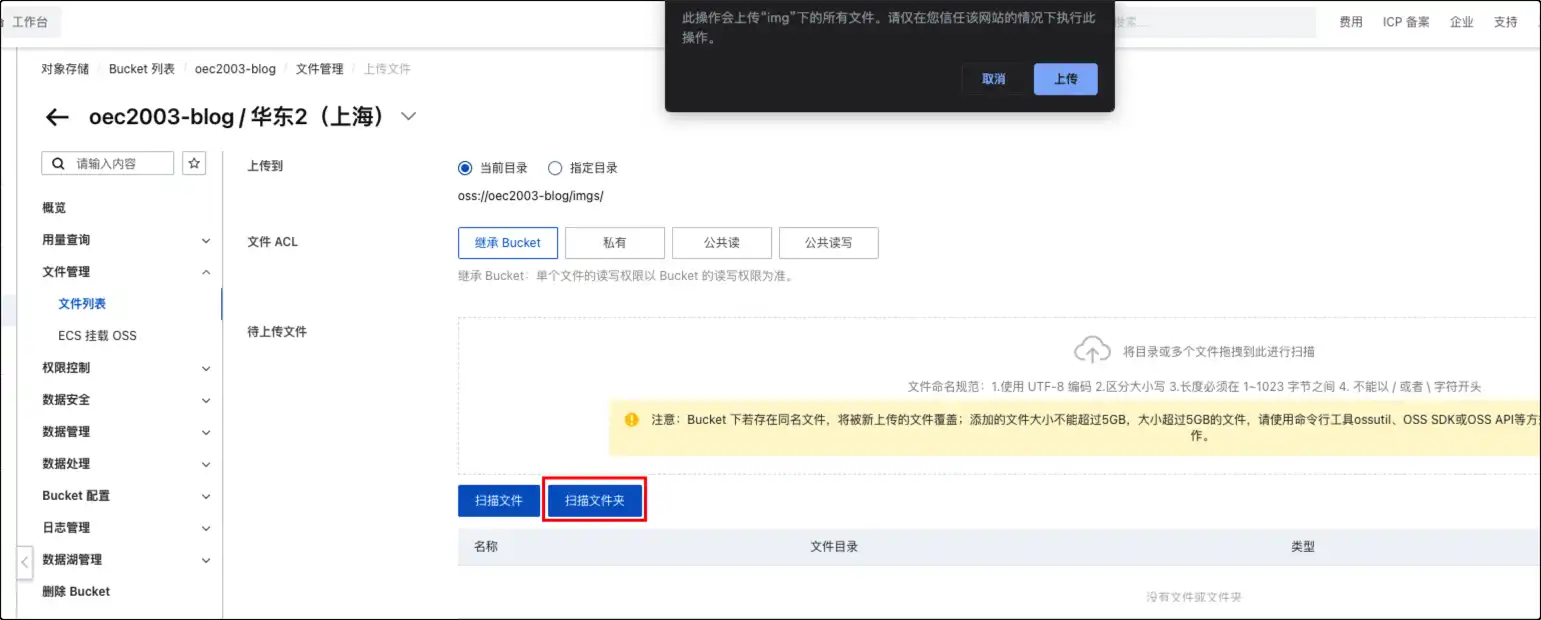 工作台
此操作会上传"img"下的所有文件。请仅在您信任该网站的情况下执行此
操作。
取消
上传
费用
ICP 备案
企业
支持
对象存储 / Bucket 列表 / oec2003-blog / 文件管理 / 上传文件
oec2003-blog / 华东2（上海）
请输入内容
概览
用量查询
文件管理
文件列表
ECS 挂载 OSS
权限控制
数据安全
数据管理
数据处理
Bucket 配置
日志管理
数据湖管理
删除 Bucket
上传到
当前目录
指定目录
oss://oec2003-blog/imgs/
文件 ACL
继承 Bucket
私有
公共读
公共读写
继承 Bucket：单个文件的读写权限以 Bucket 的读写权限为准。
待上传文件
将目录或多个文件拖拽到此进行扫描
文件命名规范：1.使用 UTF-8 编码 2.区分大小写 3.长度必须在 1~1023 字节之间 4. 不能以 / 或者 \ 字符开头
注意：Bucket 下若存在同名文件，将被新上传的文件覆盖；添加的文件大小不能超过5GB，大小超过5GB的文件，请使用命令行工具ossutil、OSS SDK或OSS API等方
作。
扫描文件
扫描文件夹
名称
文件目录
类型
没有文件或文件夹